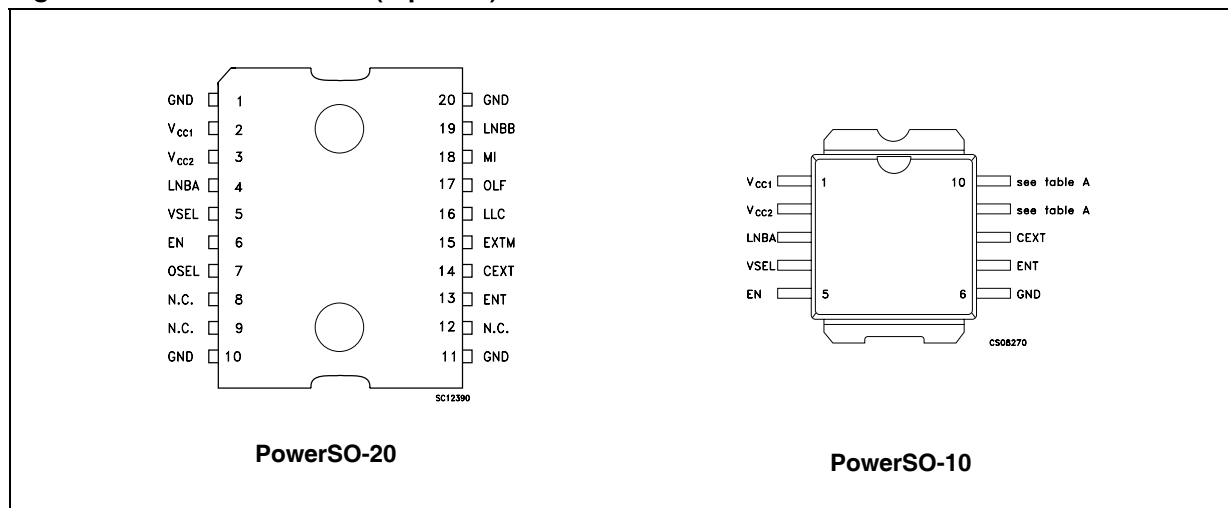 GND 1 20 GND
VCC1 2 19 LNBB
VCC2 3 18 MI
LNBA 4 17 OLF
VSEL 5 16 LLC
EN 6 15 EXTM
OSEL 7 14 CEXT
N.C. 8 13 ENT
N.C. 9 12 N.C.
GND 10 11 GND
SC12390
PowerSO-20
VCC1 1 10 see table A
VCC2 see table A
LNBA CEXT
VSEL ENT
EN 5 6 GND
CS08270
PowerSO-10